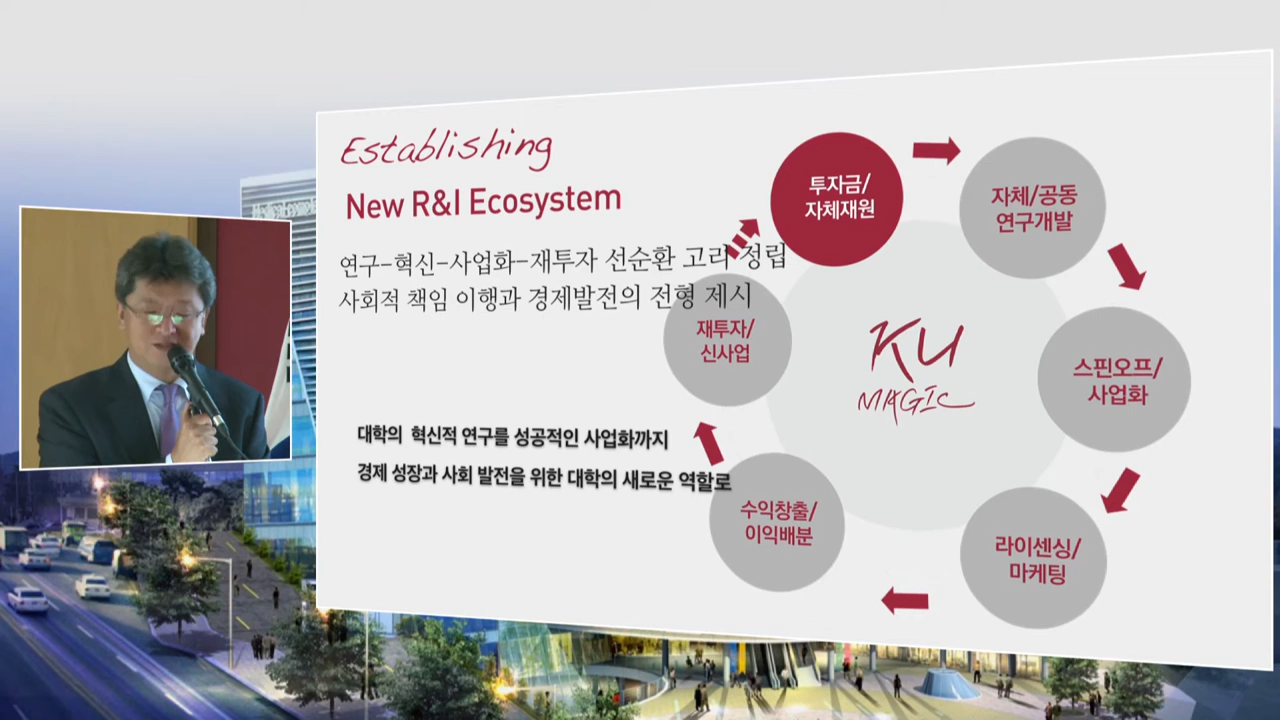 Establishing
New R&I Ecosystem
연구-혁신-사업화-재투자 선순환 고리 정립
사회적 책임 이행과 경제발전의 전형 제시
대학의 혁신적 연구를 성공적인 사업화까지
경제 성장과 사회 발전을 위한 대학의 새로운 역할로
투자금/
자체재원
자체/공동
연구개발
스핀오프/
사업화
라이센싱/
마케팅
수익창출/
이익배분
재투자/
신사업
KU
MAGIC